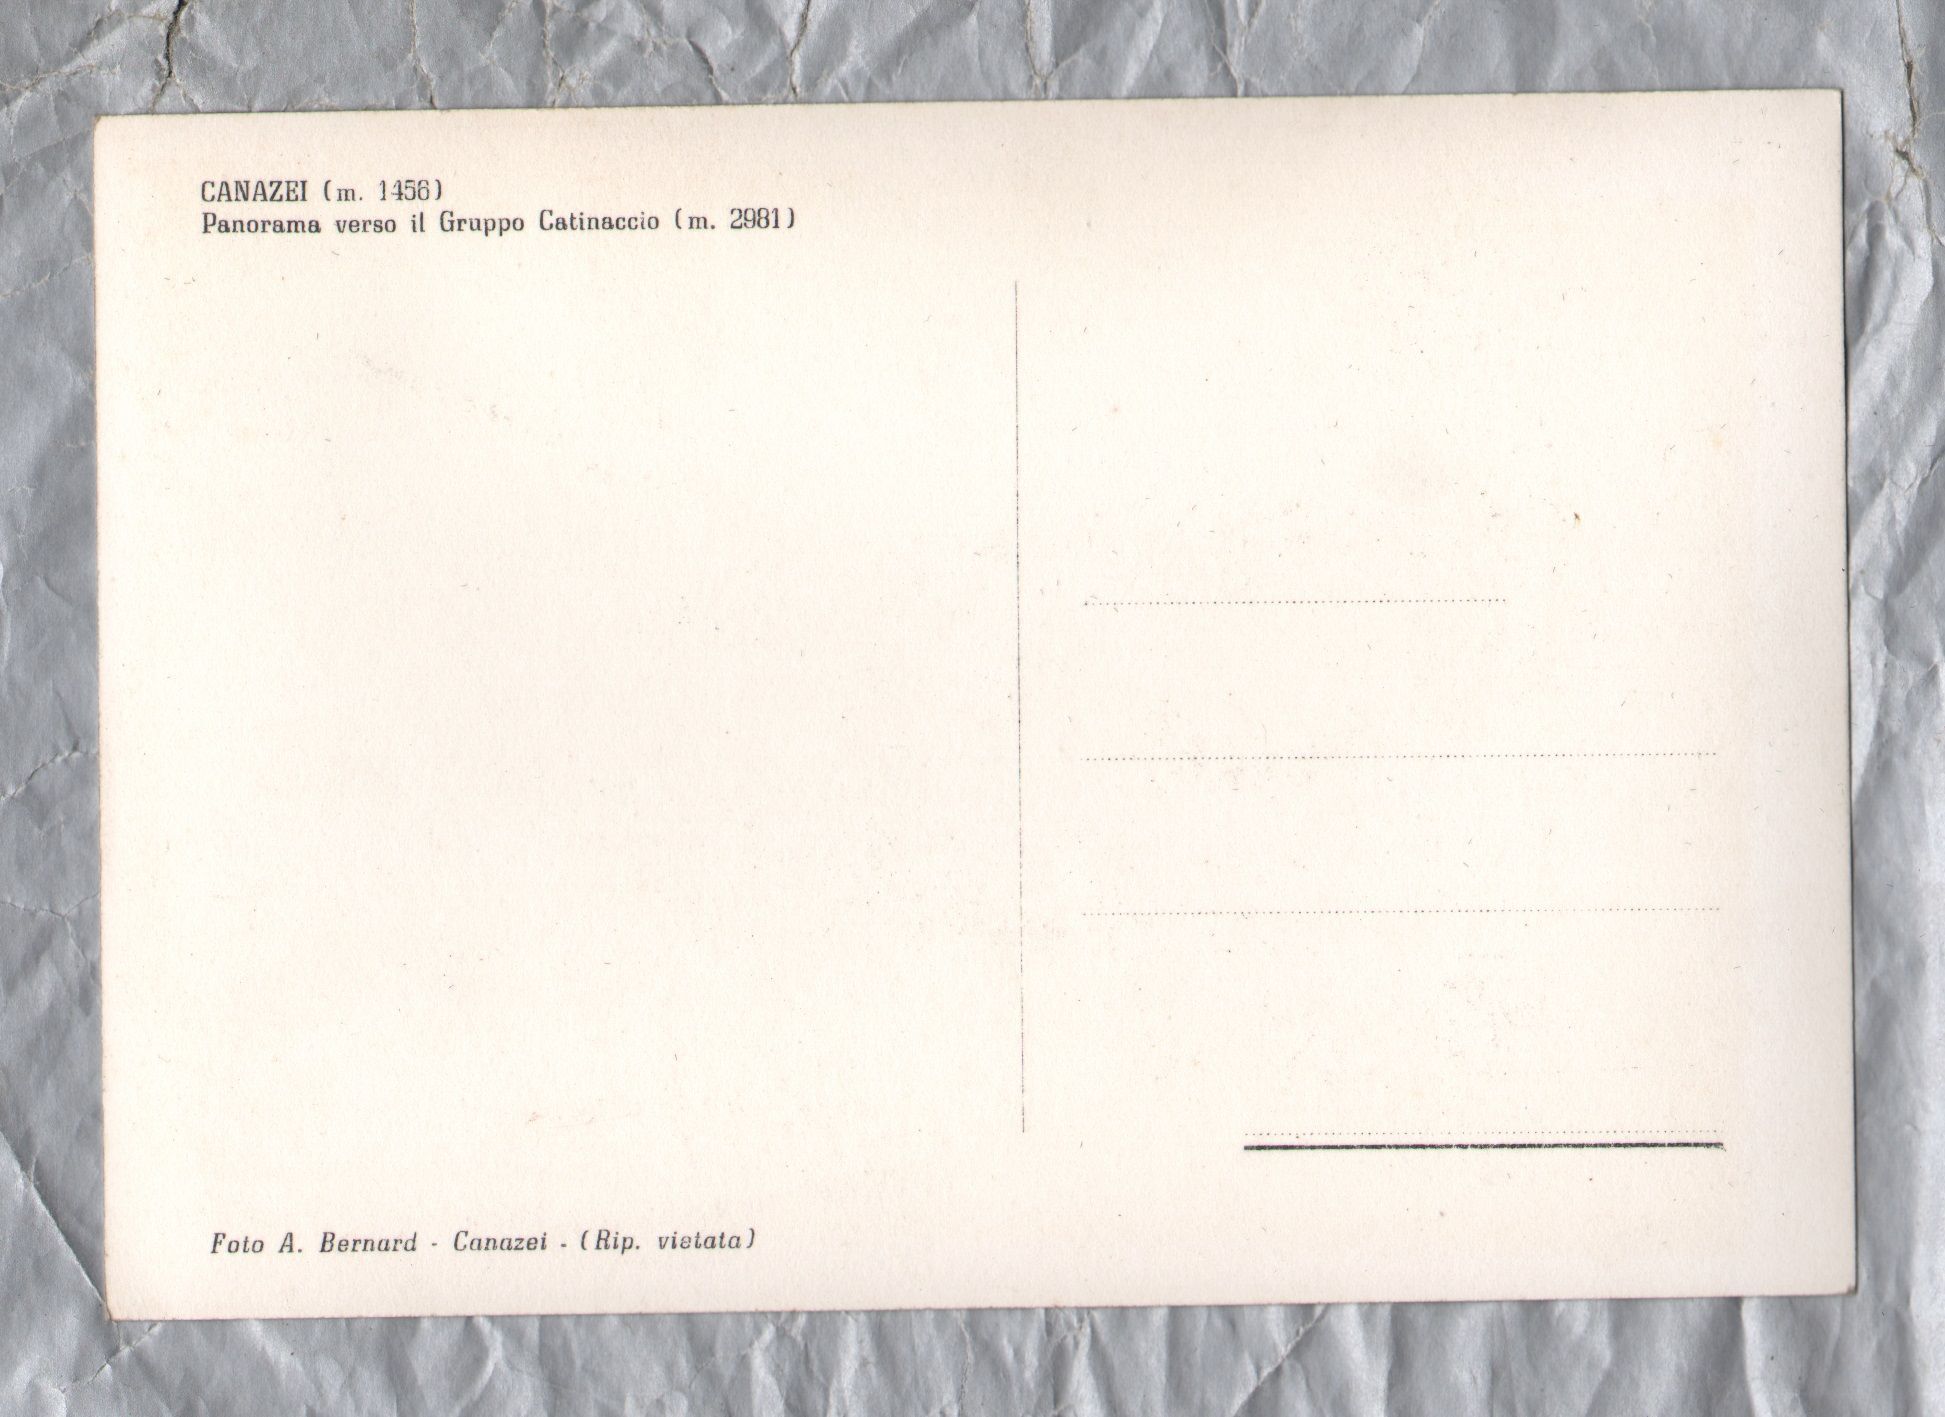 CANAZEI (m. 1456)
Panorama verso il Gruppo Catinaccio (m. 2981)
Foto A. Bernard - Canazei - (Rip. vietata)